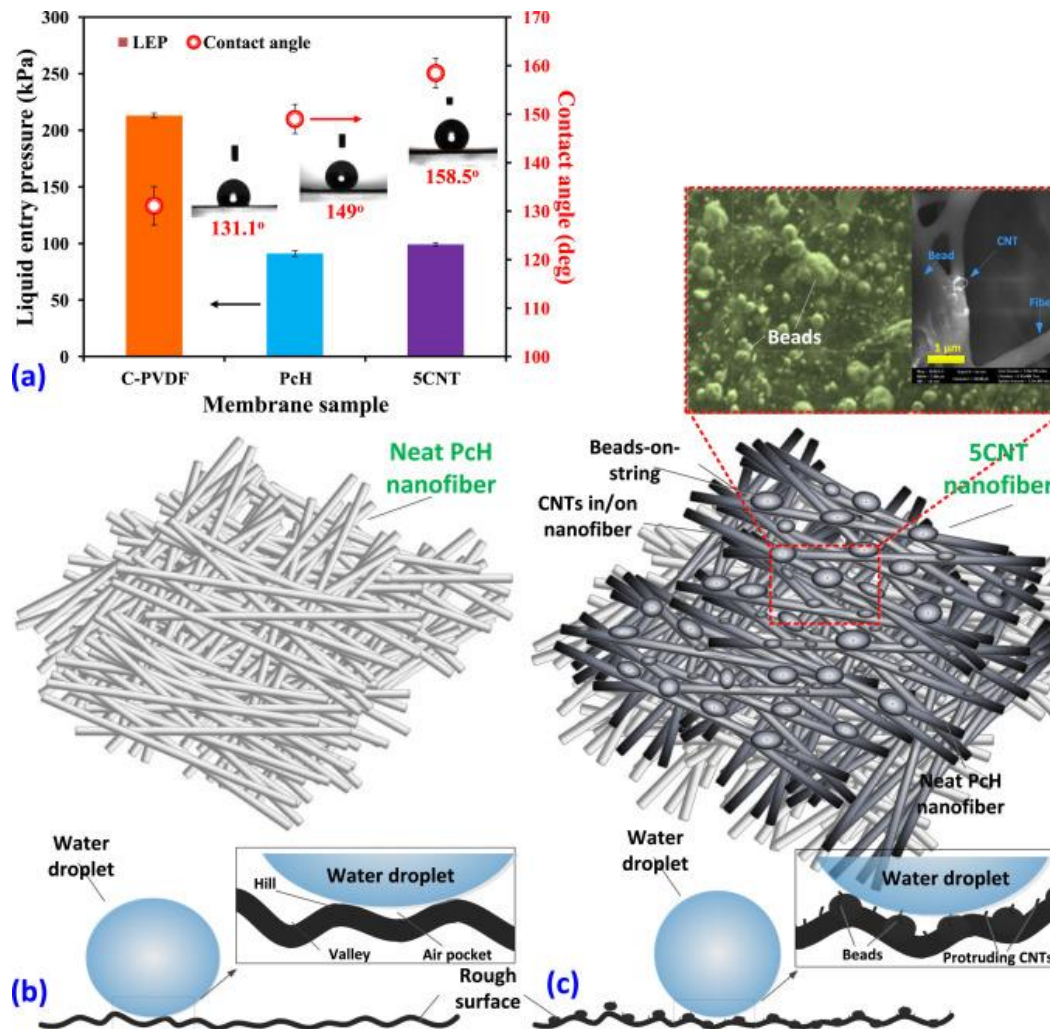 300
250
200
150
100
50
0
Liquid entry pressure (kPa)
LEP
Contact angle
170
160
150
140
130
120
110
100
Contact angle (deg)
131.1°
149°
158.5°
C-PVDF
PcH
5CNT
Membrane sample
(a)
Beads
Bead
CNT
1 µm
Neat PcH
nanofiber
Beads-on-
string
CNTs in/on
nanofiber
5CNT
nanofiber
Neat PcH
nanofiber
Water
droplet
Water droplet
Hill
Valley
Air pocket
Rough
surface
(b)
Water
droplet
Water droplet
Beads
Protruding CNTs
(c)